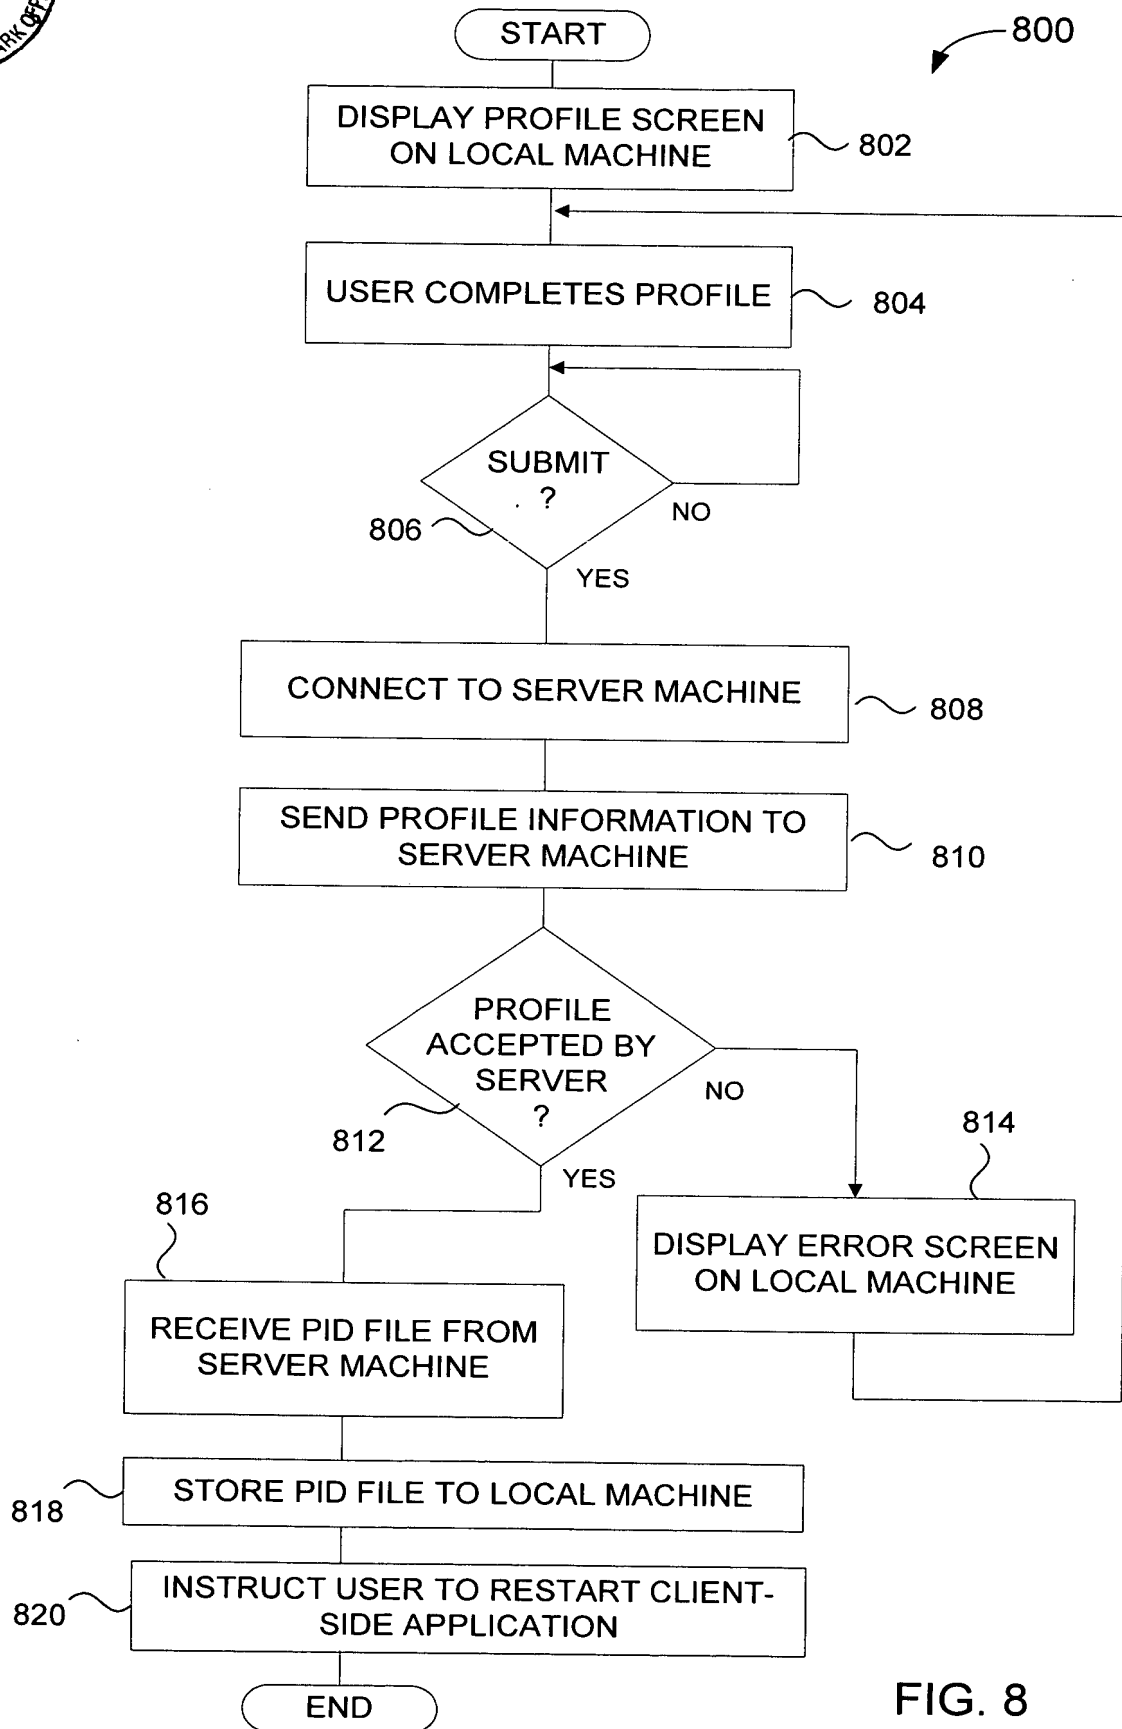 START
800
DISPLAY PROFILE SCREEN
ON LOCAL MACHINE
802
USER COMPLETES PROFILE
804
SUBMIT
?
806
NO
YES
CONNECT TO SERVER MACHINE
808
SEND PROFILE INFORMATION TO
SERVER MACHINE
810
PROFILE
ACCEPTED BY
SERVER
?
812
NO
YES
814
816
DISPLAY ERROR SCREEN
ON LOCAL MACHINE
RECEIVE PID FILE FROM
SERVER MACHINE
STORE PID FILE TO LOCAL MACHINE
818
INSTRUCT USER TO RESTART CLIENT-
SIDE APPLICATION
820
END
FIG. 8